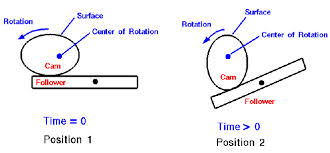 Surface
Rotation
Center of Rotation
Cam
Follower
Time = 0
Position 1
Surface
Rotation
Center of Rotation
Cam
Follower
Time > 0
Position 2